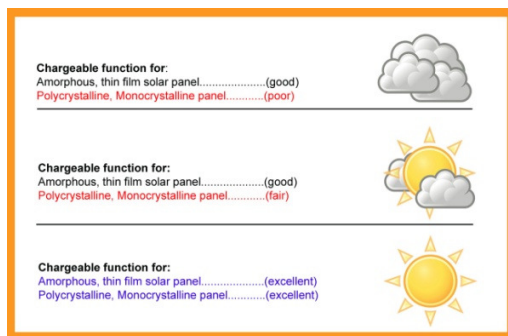 Chargeable function for:
Amorphous, thin film solar panel......................(good)
Polycrystalline, Monocrystalline panel............(poor)
Chargeable function for:
Amorphous, thin film solar panel.....................(good)
Polycrystalline, Monocrystalline panel............(fair)
Chargeable function for:
Amorphous, thin film solar panel.....................(excellent)
Polycrystalline, Monocrystalline panel............(excellent)